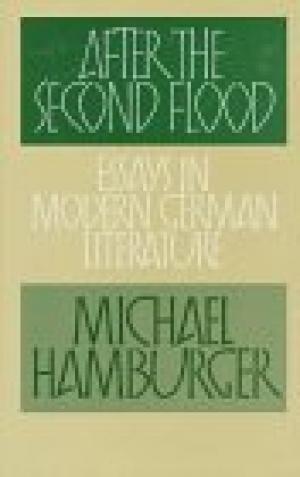 AFTER THE
SECOND FLOOD
ESSAYS IN
MODERN GERMAN
LITERATURE
MICHAEL
HAMBURGER